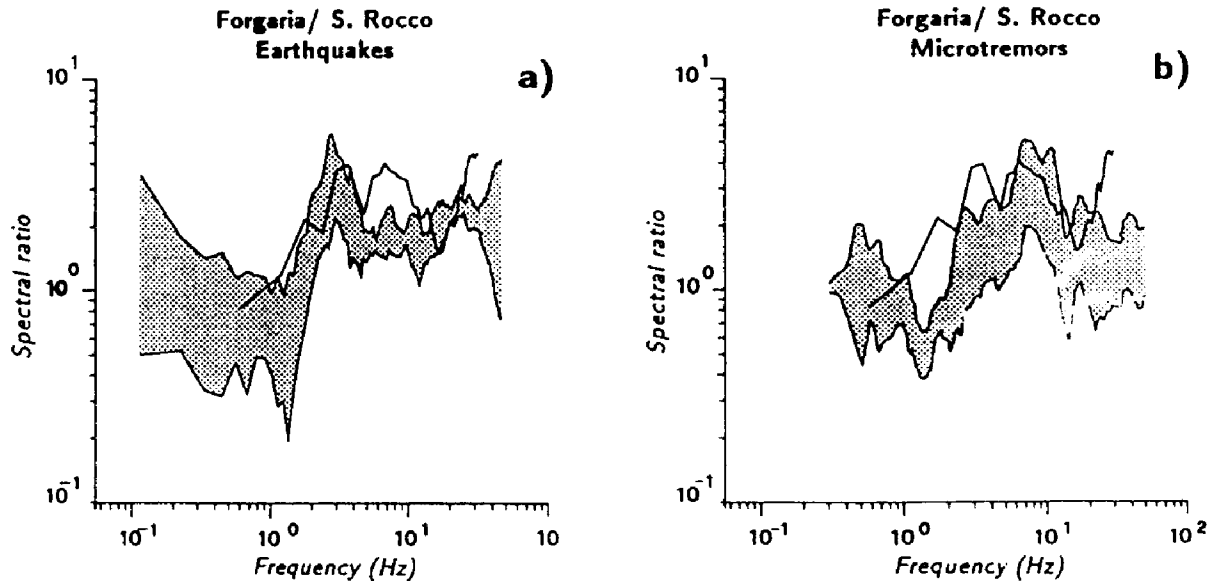 Forgaria/ S. Rocco
Earthquakes
a)
10^1
10^0
10^-1
Spectral ratio
10^-1
10^0
10^1
10
Frequency (Hz)
Forgaria/ S. Rocco
Microtremors
b)
10^1
10^0
10^-1
Spectral ratio
10^-1
10^0
10^1
10^2
Frequency (Hz)